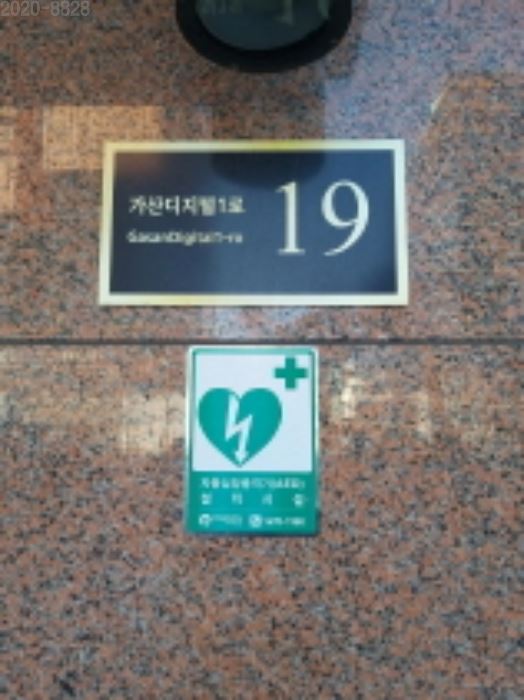 2020-8828
가산디지털1로
GasanDigital1-ro
19
자동심장충격기(AED)
설 치 시 설